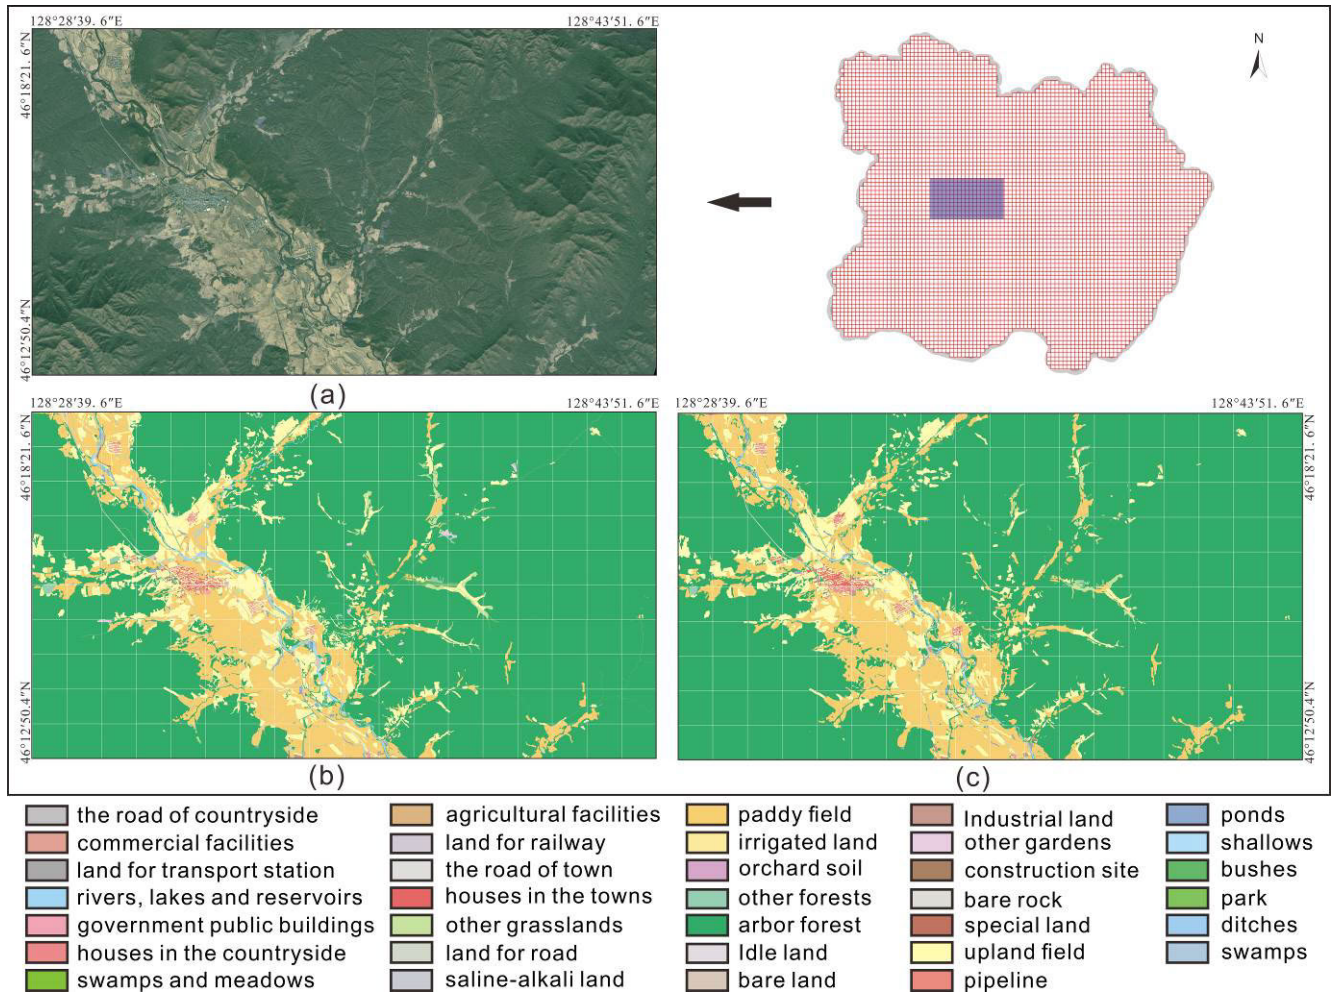 128°28′39.6″E 128°43′51.6″E
46°18′21.6″N
46°12′50.4″N
N
(a)
128°28′39.6″E 128°43′51.6″E 128°28′39.6″E 128°43′51.6″E
46°18′21.6″N 46°18′21.6″N
46°12′50.4″N 46°12′50.4″N
(b) (c)
the road of countryside agricultural facilities paddy field Industrial land ponds
commercial facilities land for railway irrigated land other gardens shallows
land for transport station the road of town orchard soil construction site bushes
rivers, lakes and reservoirs houses in the towns other forests bare rock park
government public buildings other grasslands arbor forest special land ditches
houses in the countryside land for road Idle land upland field swamps
swamps and meadows saline-alkali land bare land pipeline